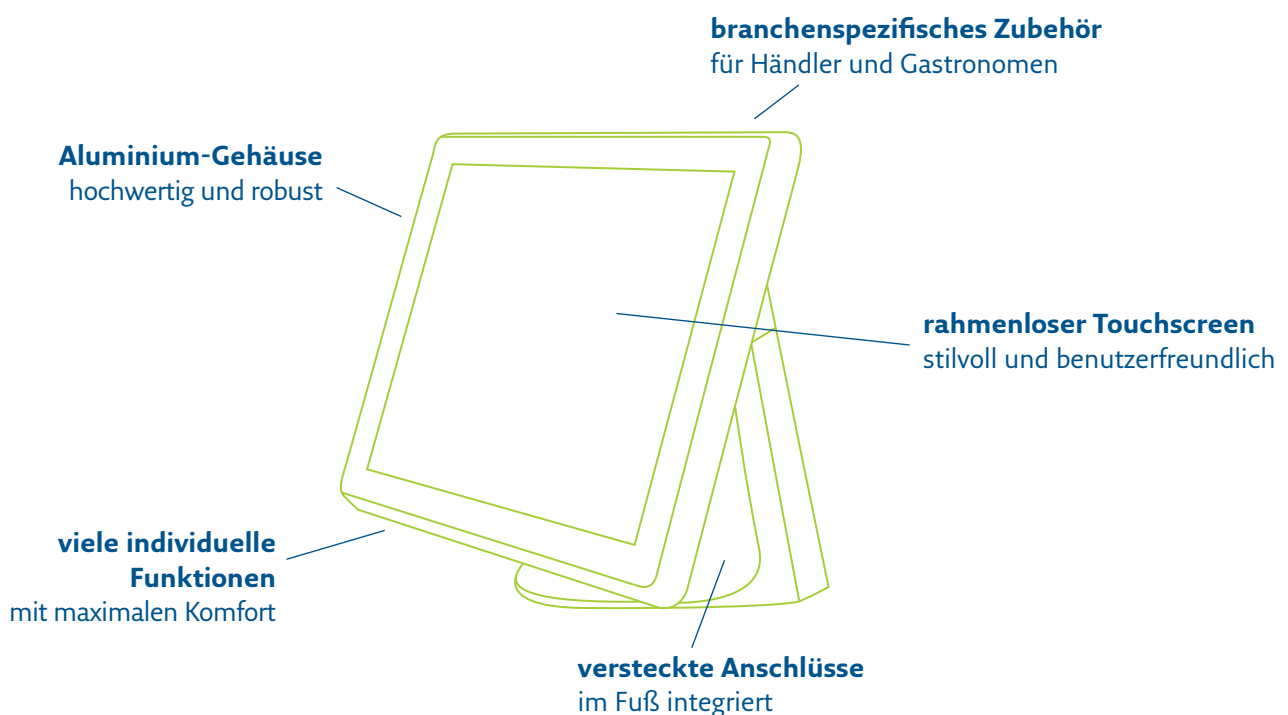 branchenspezifisches Zubehör
für Händler und Gastronomen
Aluminium-Gehäuse
hochwertig und robust
rahmenloser Touchscreen
stilvoll und benutzerfreundlich
viele individuelle
Funktionen
mit maximalen Komfort
versteckte Anschlüsse
im Fuß integriert